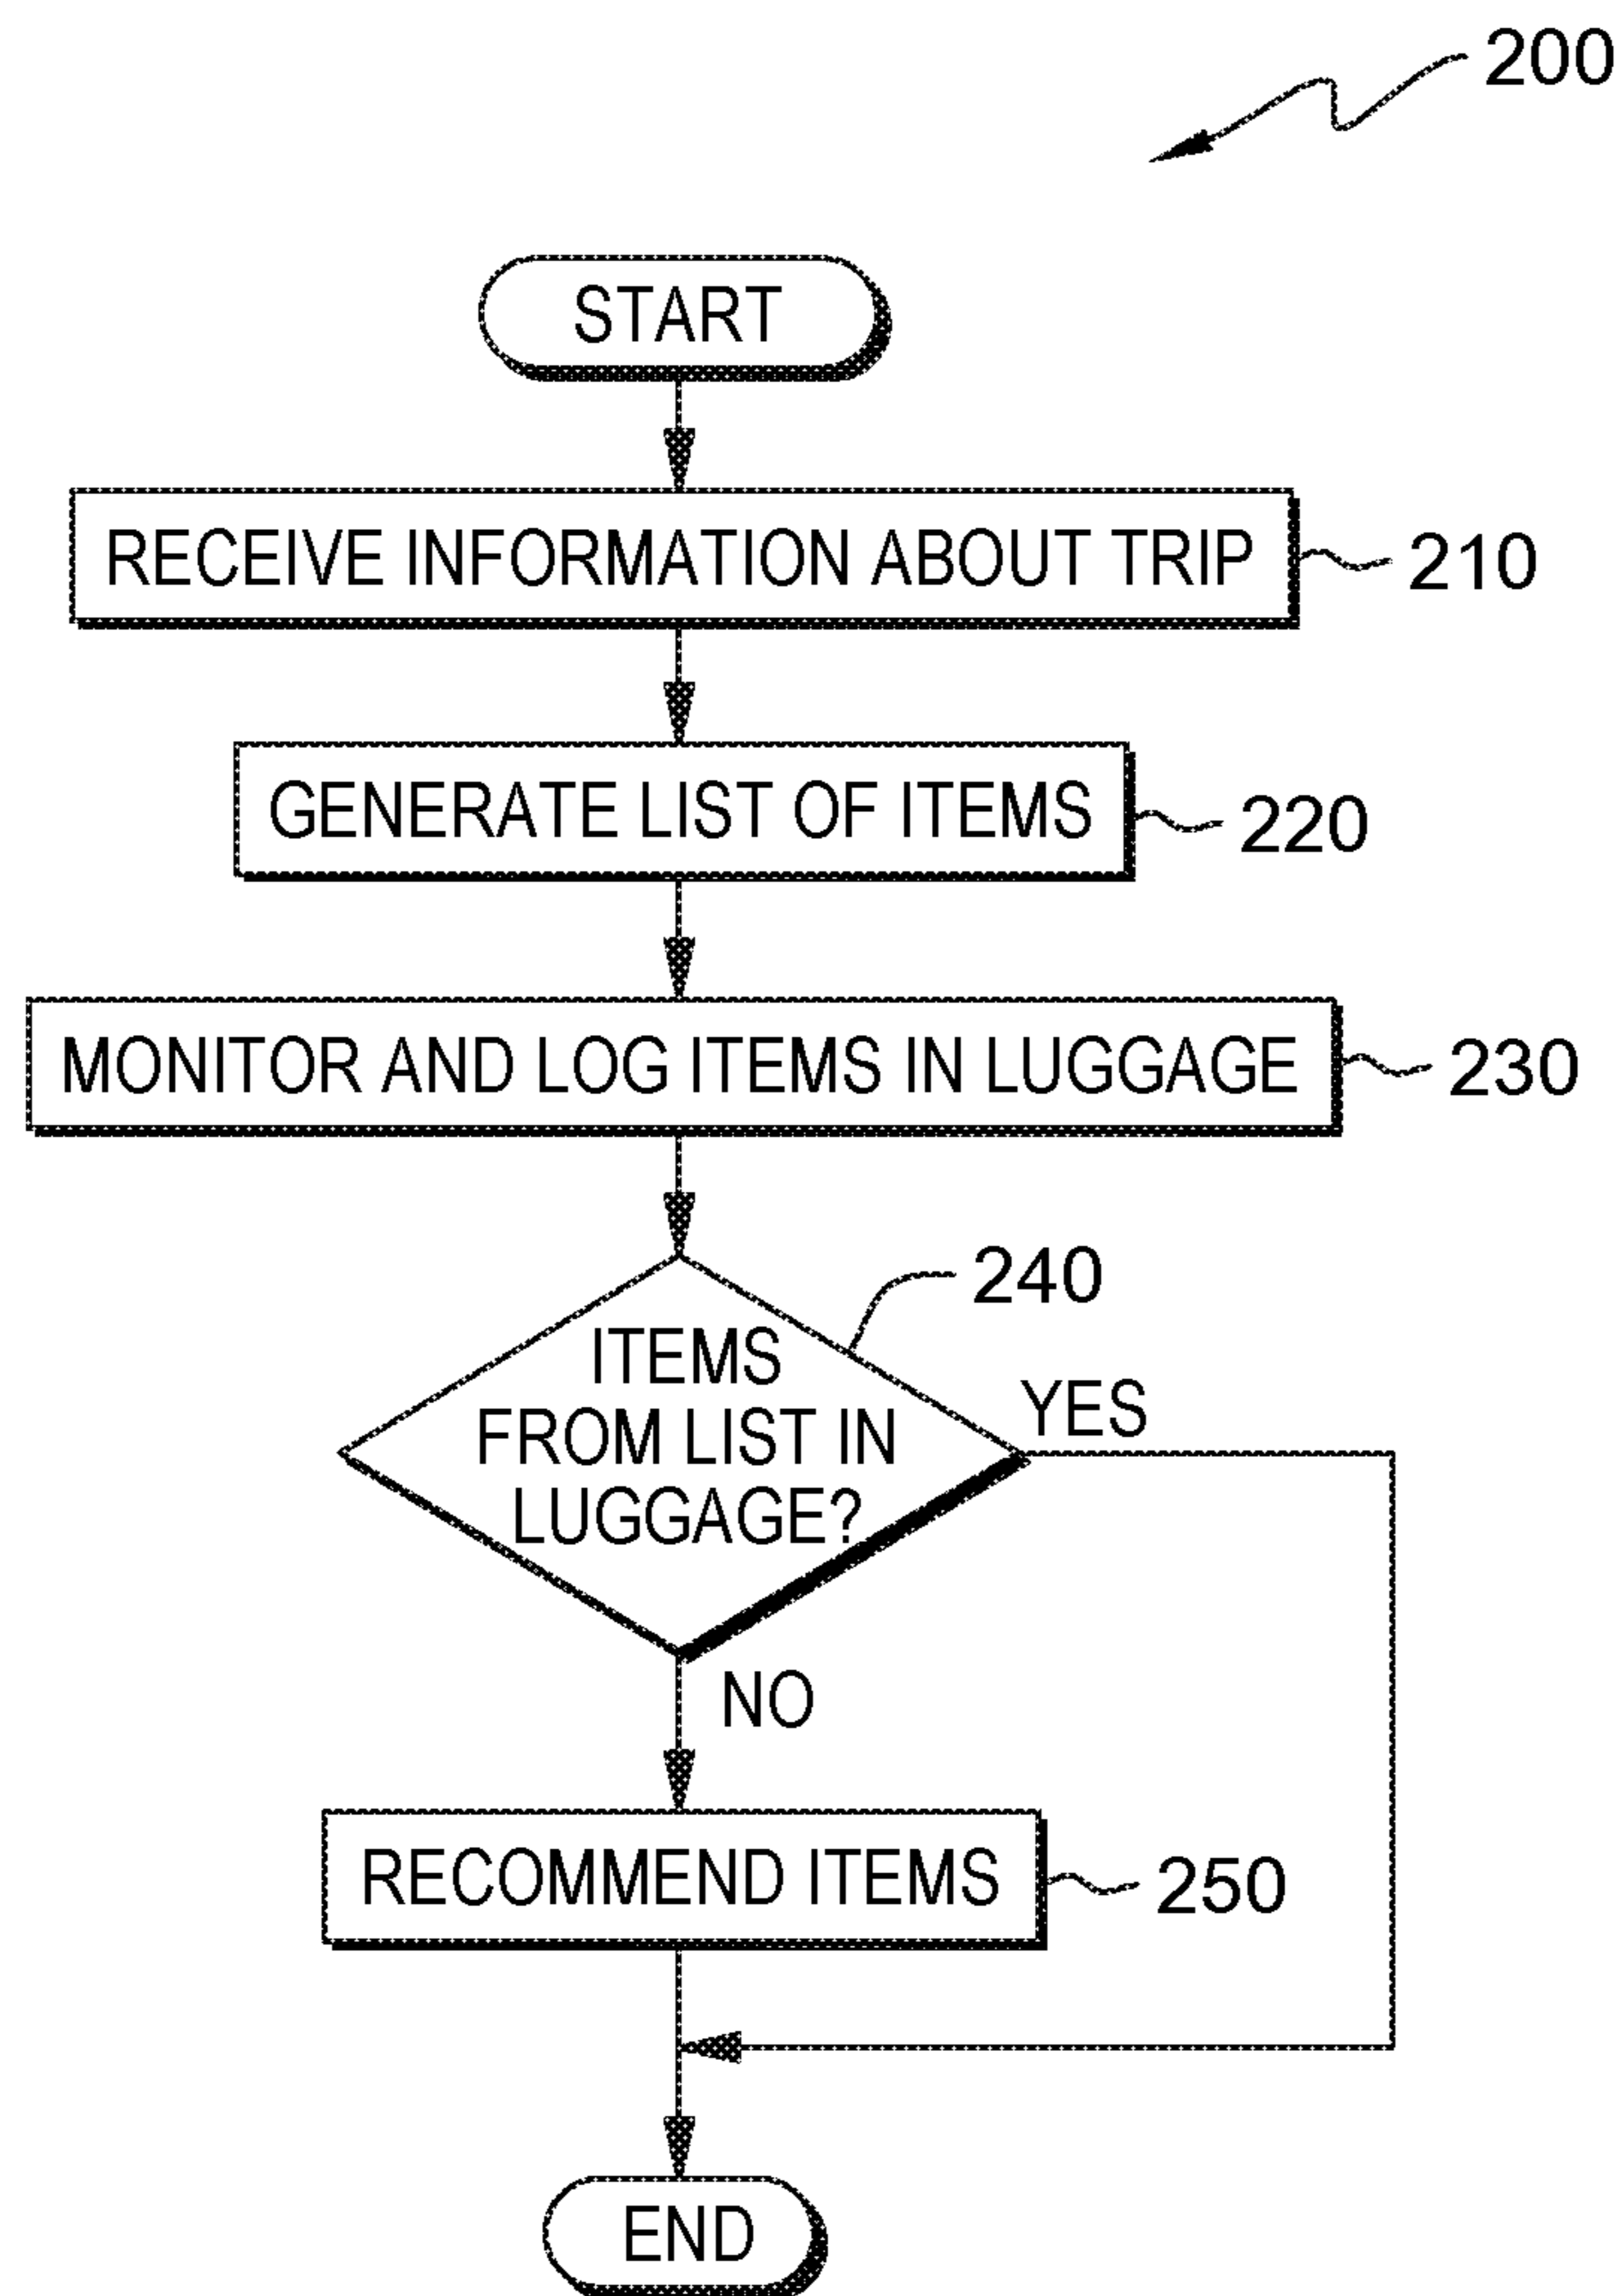 200
START
RECEIVE INFORMATION ABOUT TRIP
210
GENERATE LIST OF ITEMS
220
MONITOR AND LOG ITEMS IN LUGGAGE
230
240
ITEMS
FROM LIST IN
LUGGAGE?
YES
NO
RECOMMEND ITEMS
250
END